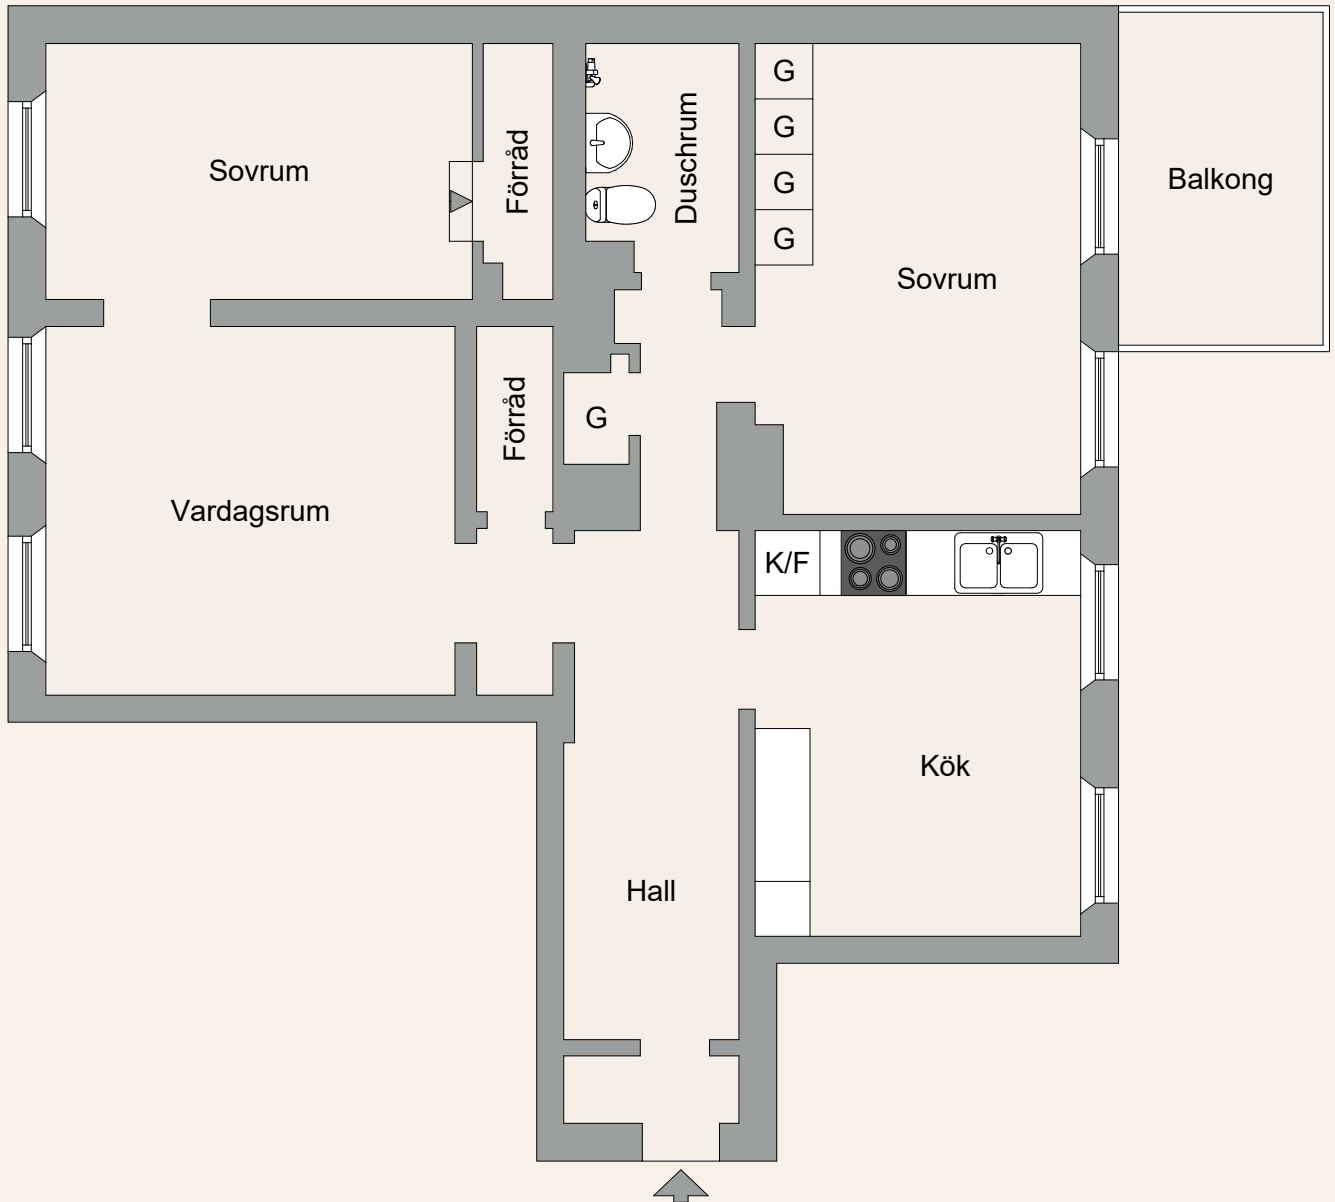 G
G
G
G
Förråd
Duschrum
Sovrum
Balkong
Sovrum
Förråd
G
Vardagsrum
K/F
Kök
Hall